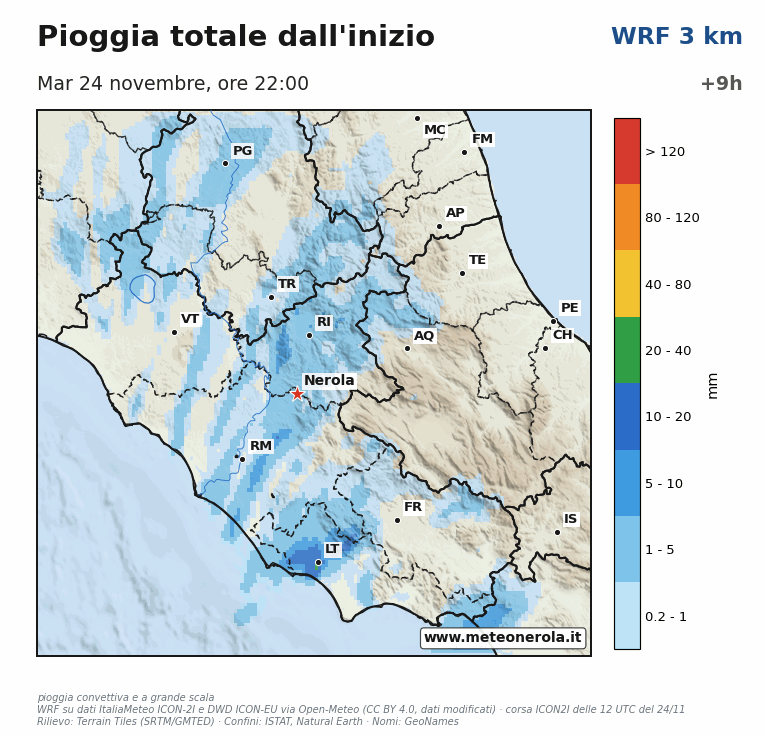 Pioggia totale dall'inizio
WRF 3 km
Mar 24 novembre, ore 22:00
+9h
MC
FM
PG
AP
TE
TR
PE
VT
RI
CH
AQ
Nerola
RM
FR
IS
LT
www.meteonerola.it
> 120
80 - 120
40 - 80
20 - 40
10 - 20
5 - 10
1 - 5
0.2 - 1
mm
pioggia convettiva e a grande scala
WRF su dati ItaliaMeteo ICON-2I e DWD ICON-EU via Open-Meteo (CC BY 4.0, dati modificati) · corsa ICON2I delle 12 UTC del 24/11
Rilievo: Terrain Tiles (SRTM/GMTED) · Confini: ISTAT, Natural Earth · Nomi: GeoNames